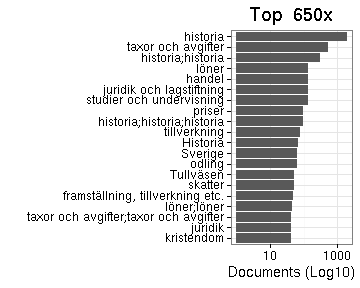 Top 650x
historia
taxor och avgifter
historia;historia
löner
handel
juridik och lagstiftning
studier och undervisning
priser
historia;historia;historia
tillverkning
Historia
Sverige
odling
Tullväsen
skatter
framställning, tillverkning etc.
löner;löner
taxor och avgifter;taxor och avgifter
juridik
kristendom
10 1000
Documents (Log10)